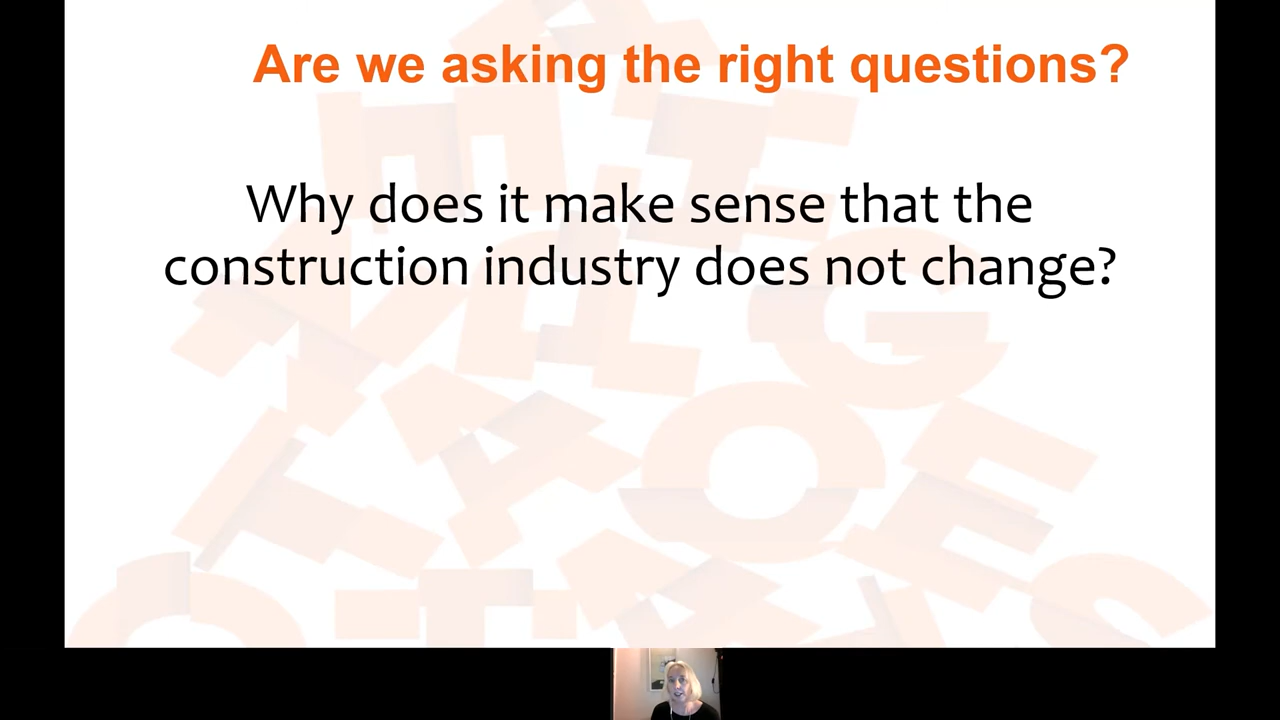 Are we asking the right questions?
Why does it make sense that the
construction industry does not change?